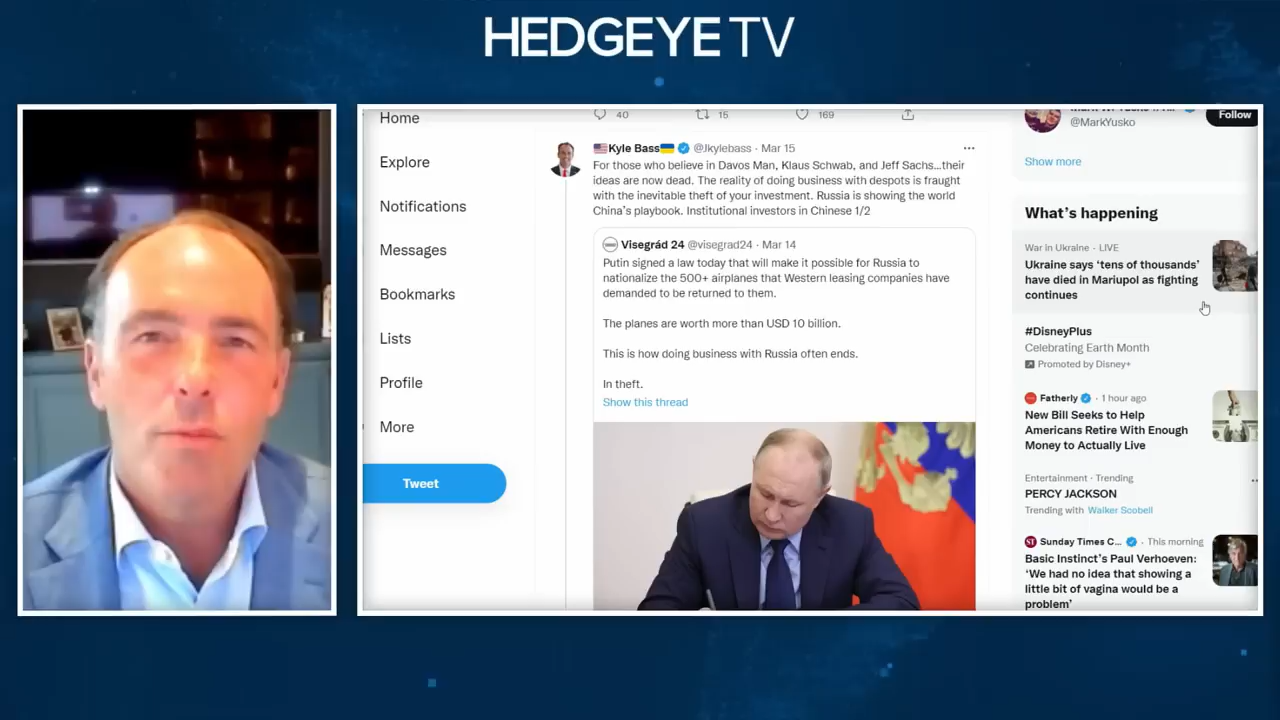 HEDGEYE TV
Home
Explore
Notifications
Messages
Bookmarks
Lists
Profile
More
Tweet
40 15 169
Kyle Bass @Jkylebass · Mar 15
For those who believe in Davos Man, Klaus Schwab, and Jeff Sachs...their
ideas are now dead. The reality of doing business with despots is fraught
with the inevitable theft of your investment. Russia is showing the world
China's playbook. Institutional investors in Chinese 1/2
Visegrád 24 @visegrad24 · Mar 14
Putin signed a law today that will make it possible for Russia to
nationalize the 500+ airplanes that Western leasing companies have
demanded to be returned to them.
The planes are worth more than USD 10 billion.
This is how doing business with Russia often ends.
In theft.
Show this thread
@MarkYusko
Follow
Show more
What's happening
War in Ukraine · LIVE
Ukraine says 'tens of thousands'
have died in Mariupol as fighting
continues
#DisneyPlus
Celebrating Earth Month
Promoted by Disney+
Fatherly · 1 hour ago
New Bill Seeks to Help
Americans Retire With Enough
Money to Actually Live
Entertainment · Trending
PERCY JACKSON
Trending with Walker Scobell
ST Sunday Times C... · This morning
Basic Instinct's Paul Verhoeven:
'We had no idea that showing a
little bit of vagina would be a
problem'